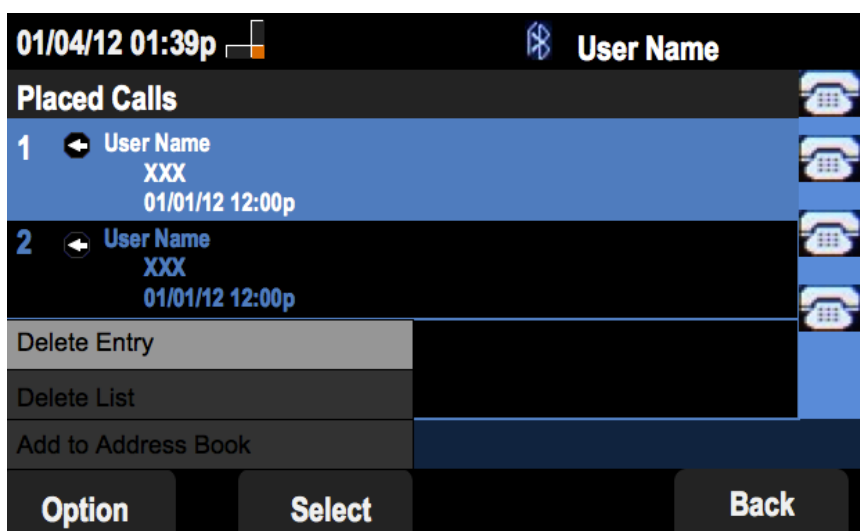 01/04/12 01:39p User Name
Placed Calls
1 User Name
XXX
01/01/12 12:00p
2 User Name
XXX
01/01/12 12:00p
Delete Entry
Delete List
Add to Address Book
Option Select Back